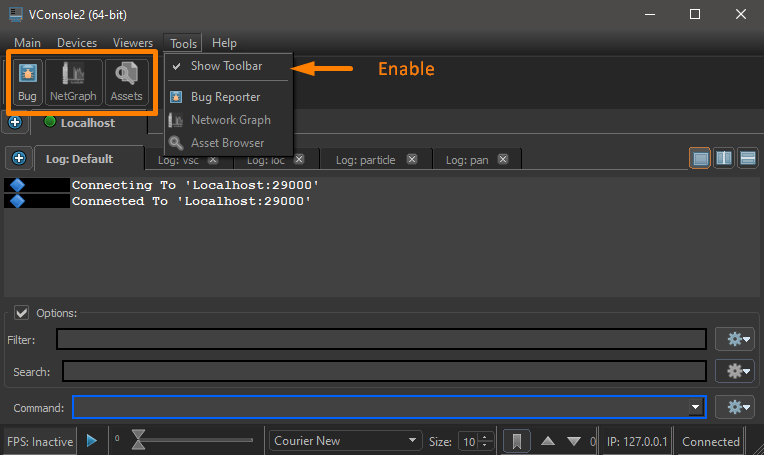 VConsole2 (64-bit)
Main Devices Viewers Tools Help
Show Toolbar
Enable
Bug NetGraph Assets
Bug Reporter
Network Graph
Asset Browser
Localhost
Log: Default Log: vsc Log: loc Log: particle Log: pan
Connecting To 'Localhost:29000'
Connected To 'Localhost:29000'
Options:
Filter:
Search:
Command:
FPS: Inactive 0 Courier New Size: 10 0 IP: 127.0.0.1 Connected